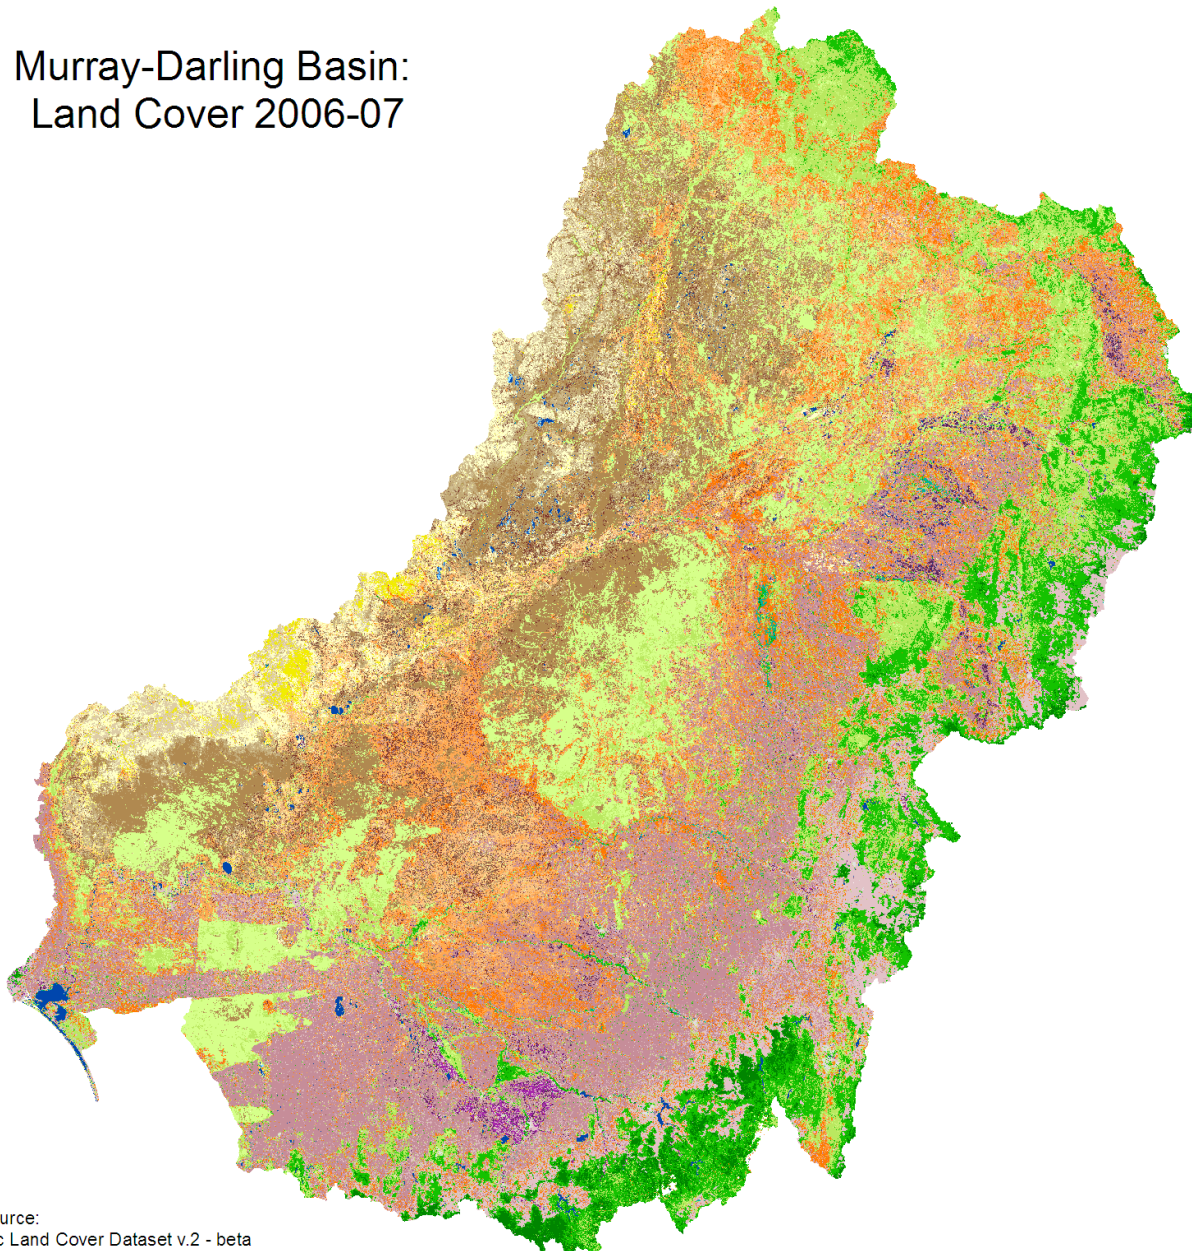 Murray-Darling Basin:
Land Cover 2006-07
urce:
c Land Cover Dataset v.2 - beta